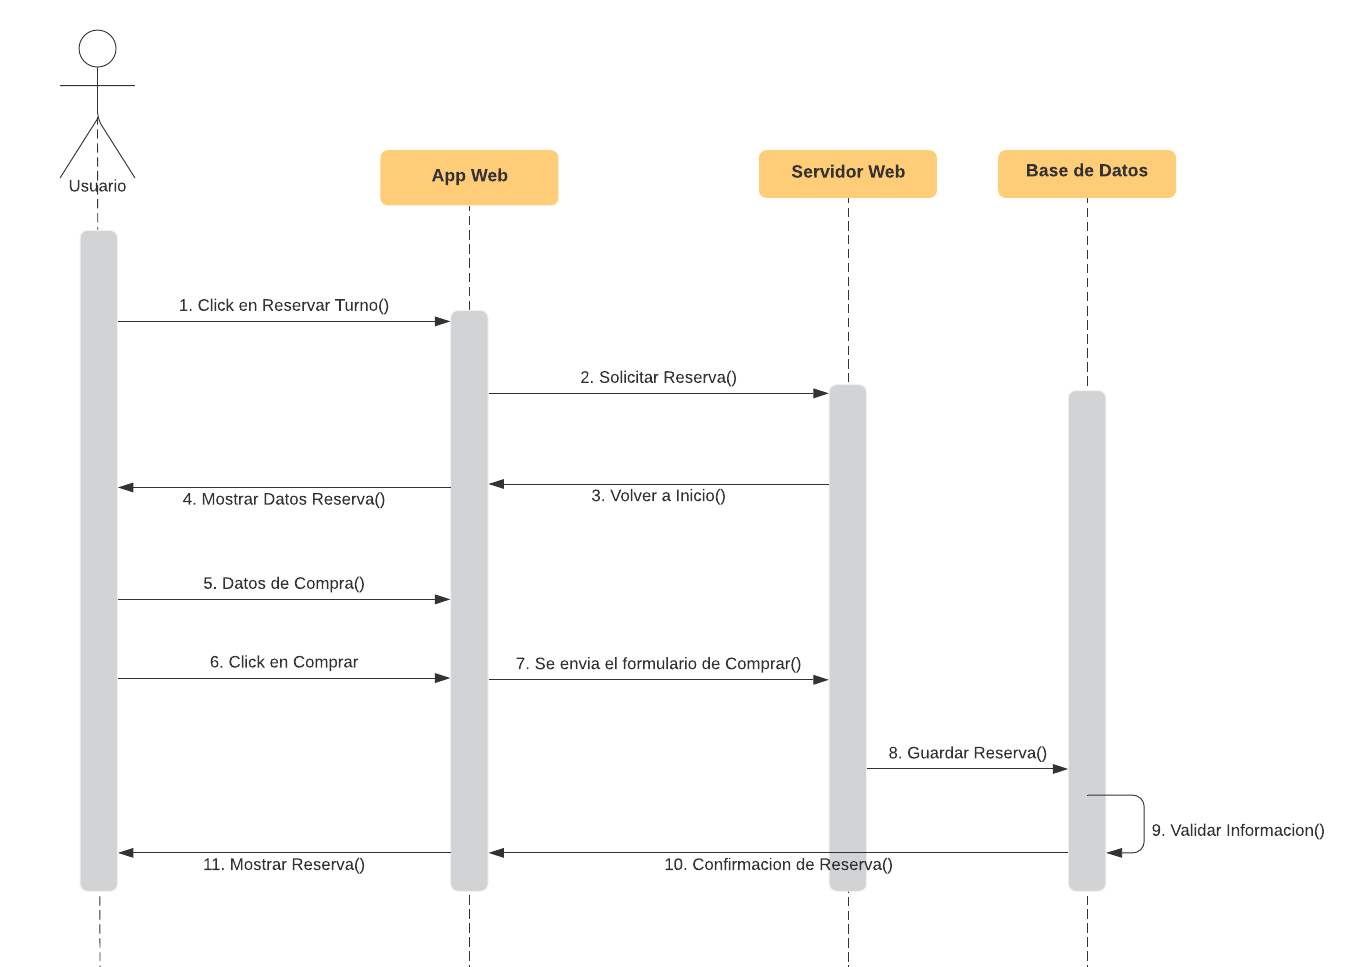 Usuario
App Web
Servidor Web
Base de Datos
1. Click en Reservar Turno()
2. Solicitar Reserva()
3. Volver a Inicio()
4. Mostrar Datos Reserva()
5. Datos de Compra()
6. Click en Comprar
7. Se envia el formulario de Comprar()
8. Guardar Reserva()
9. Validar Informacion()
10. Confirmacion de Reserva()
11. Mostrar Reserva()